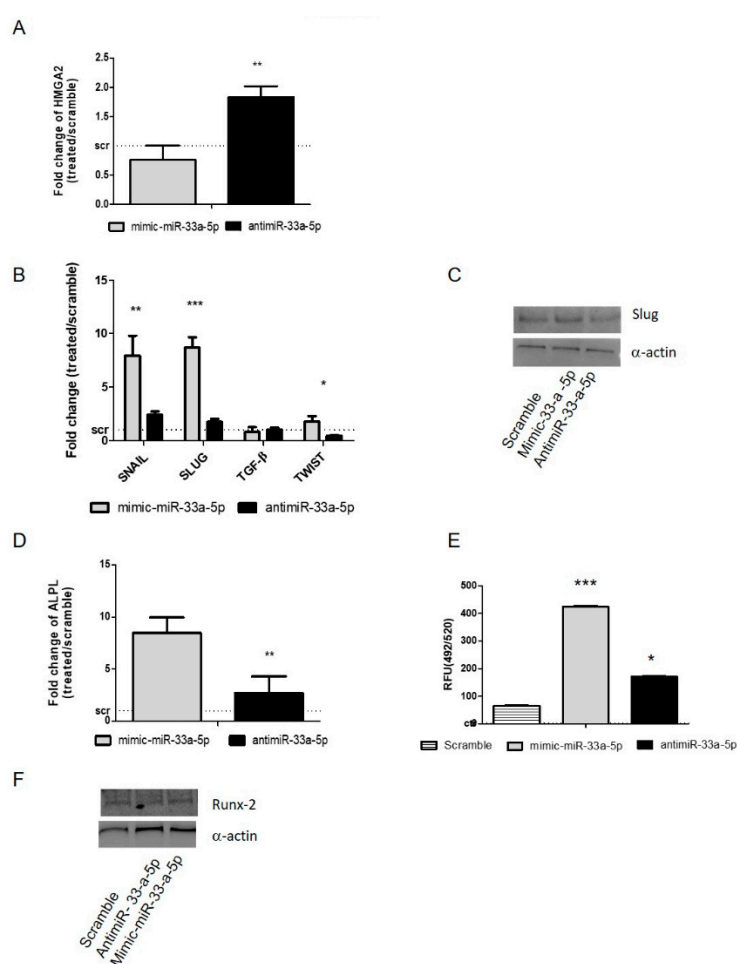 A
Fold change of HMGA2
(treated/scramble)
2.5
2.0
1.5
scr
0.5
0.0
**
mimic-miR-33a-5p antimiR-33a-5p
B
Fold change (treated/scramble)
15
10
5
scr
** *** *
SNAIL SLUG TGF-β TWIST
mimic-miR-33a-5p antimiR-33a-5p
C
Slug
α-actin
Scramble
Mimic-33-a -5p
AntimiR-33-a-5p
D
Fold change of ALPL
(treated/scramble)
15
10
5
scr
0
**
mimic-miR-33a-5p antimiR-33a-5p
E
RFU(492/520)
500
400
300
200
100
***
*
Scramble mimic-miR-33a-5p antimiR-33a-5p
F
Runx-2
α-actin
Scramble
AntimiR- 33-a-5p
Mimic-miR-33-a-5p